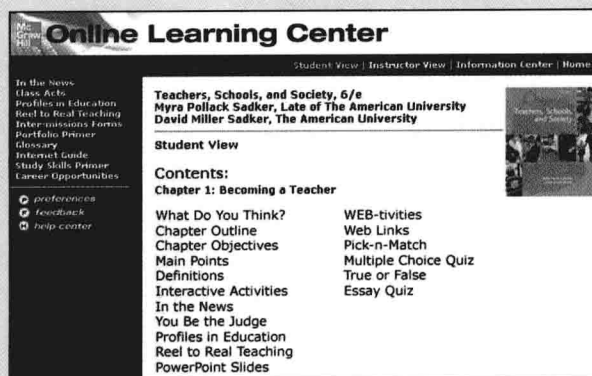 Mc
Graw
Hill
Online Learning Center
Student View | Instructor View | Information Center | Home
In the News
Class Acts
Profiles in Education
Reel to Real Teaching
Inter-missions Forms
Portfolio Primer
Glossary
Internet Guide
Study Skills Primer
Career Opportunities
preferences
feedback
help center
Teachers, Schools, and Society, 6/e
Myra Pollack Sadker, Late of The American University
David Miller Sadker, The American University
Teachers, Schools,
and Society
Student View
Contents:
Chapter 1: Becoming a Teacher
What Do You Think?
Chapter Outline
Chapter Objectives
Main Points
Definitions
Interactive Activities
In the News
You Be the Judge
Profiles in Education
Reel to Real Teaching
PowerPoint Slides
WEB-tivities
Web Links
Pick-n-Match
Multiple Choice Quiz
True or False
Essay Quiz